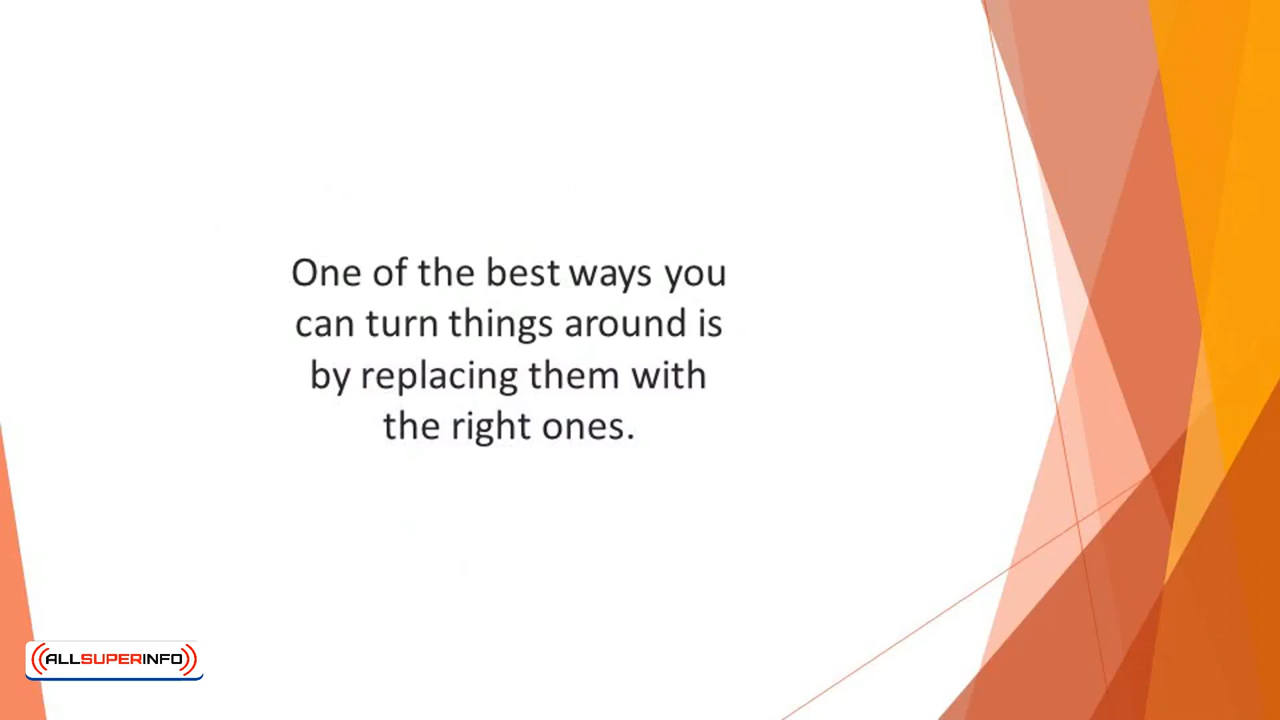 One of the best ways you
can turn things around is
by replacing them with
the right ones.
ALLSUPERINFO